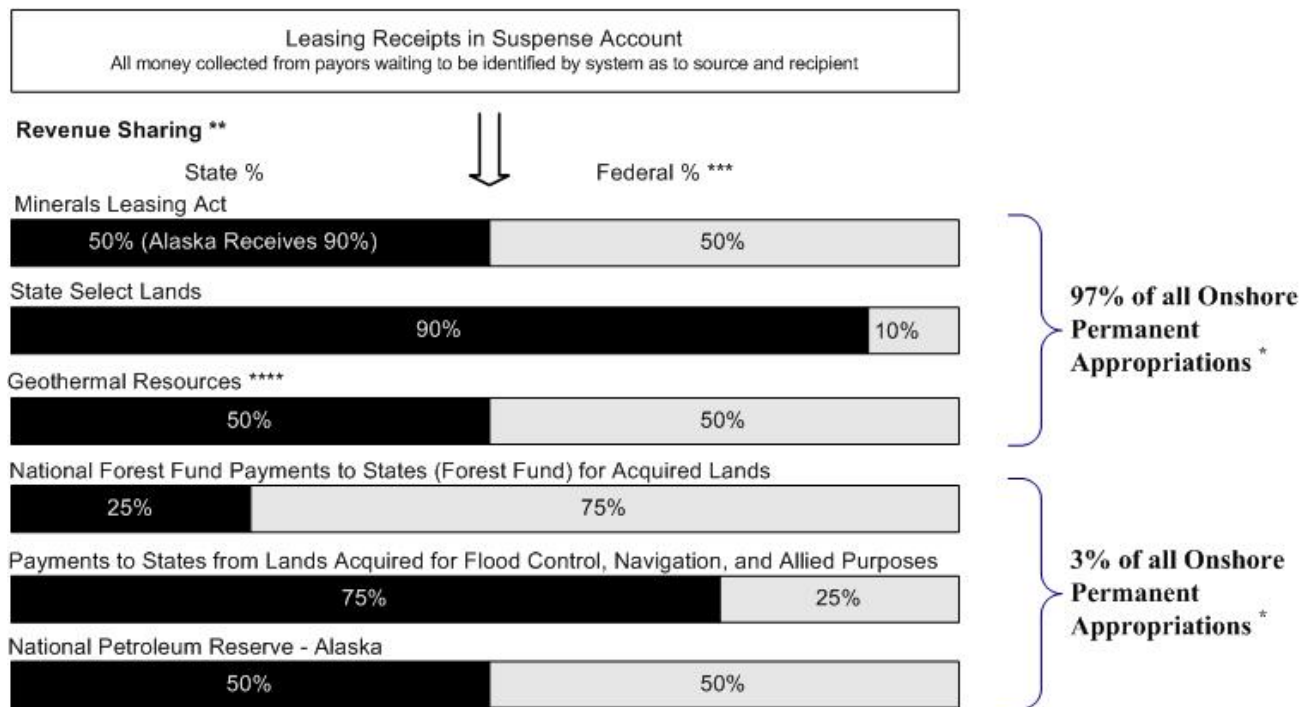 Leasing Receipts in Suspense Account
All money collected from payors waiting to be identified by system as to source and recipient
Revenue Sharing **
State %
Federal % ***
Minerals Leasing Act
50% (Alaska Receives 90%)
50%
State Select Lands
90%
10%
Geothermal Resources ****
50%
50%
97% of all Onshore
Permanent
Appropriations *
National Forest Fund Payments to States (Forest Fund) for Acquired Lands
25%
75%
Payments to States from Lands Acquired for Flood Control, Navigation, and Allied Purposes
75%
25%
National Petroleum Reserve - Alaska
50%
50%
3% of all Onshore
Permanent
Appropriations *